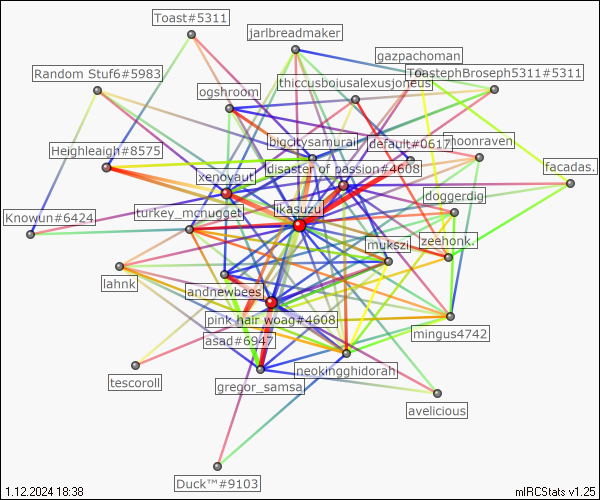 Toast#5311
jarlbreadmaker
gazpachoman
Random Stuf6#5983
ToastephBroseph5311#5311
thiccusboiusalexusjoneus
ogshroom
bigcitysamurai
default#0617
moonraven
Heighleaigh#8575
disaster of passion#4608
facadas.
xenovaut
doggerdig
ikasuzu
Knowun#6424
turkey_mcnugget
zeehonk.
mukszi
lahnk
andnewbees
pink hair woag#4608
mingus4742
asad#6947
neokingghidorah
tescoroll
gregor_samsa
avelicious
Duck™#9103
1.12.2024 18:38
mIRCStats v1.25